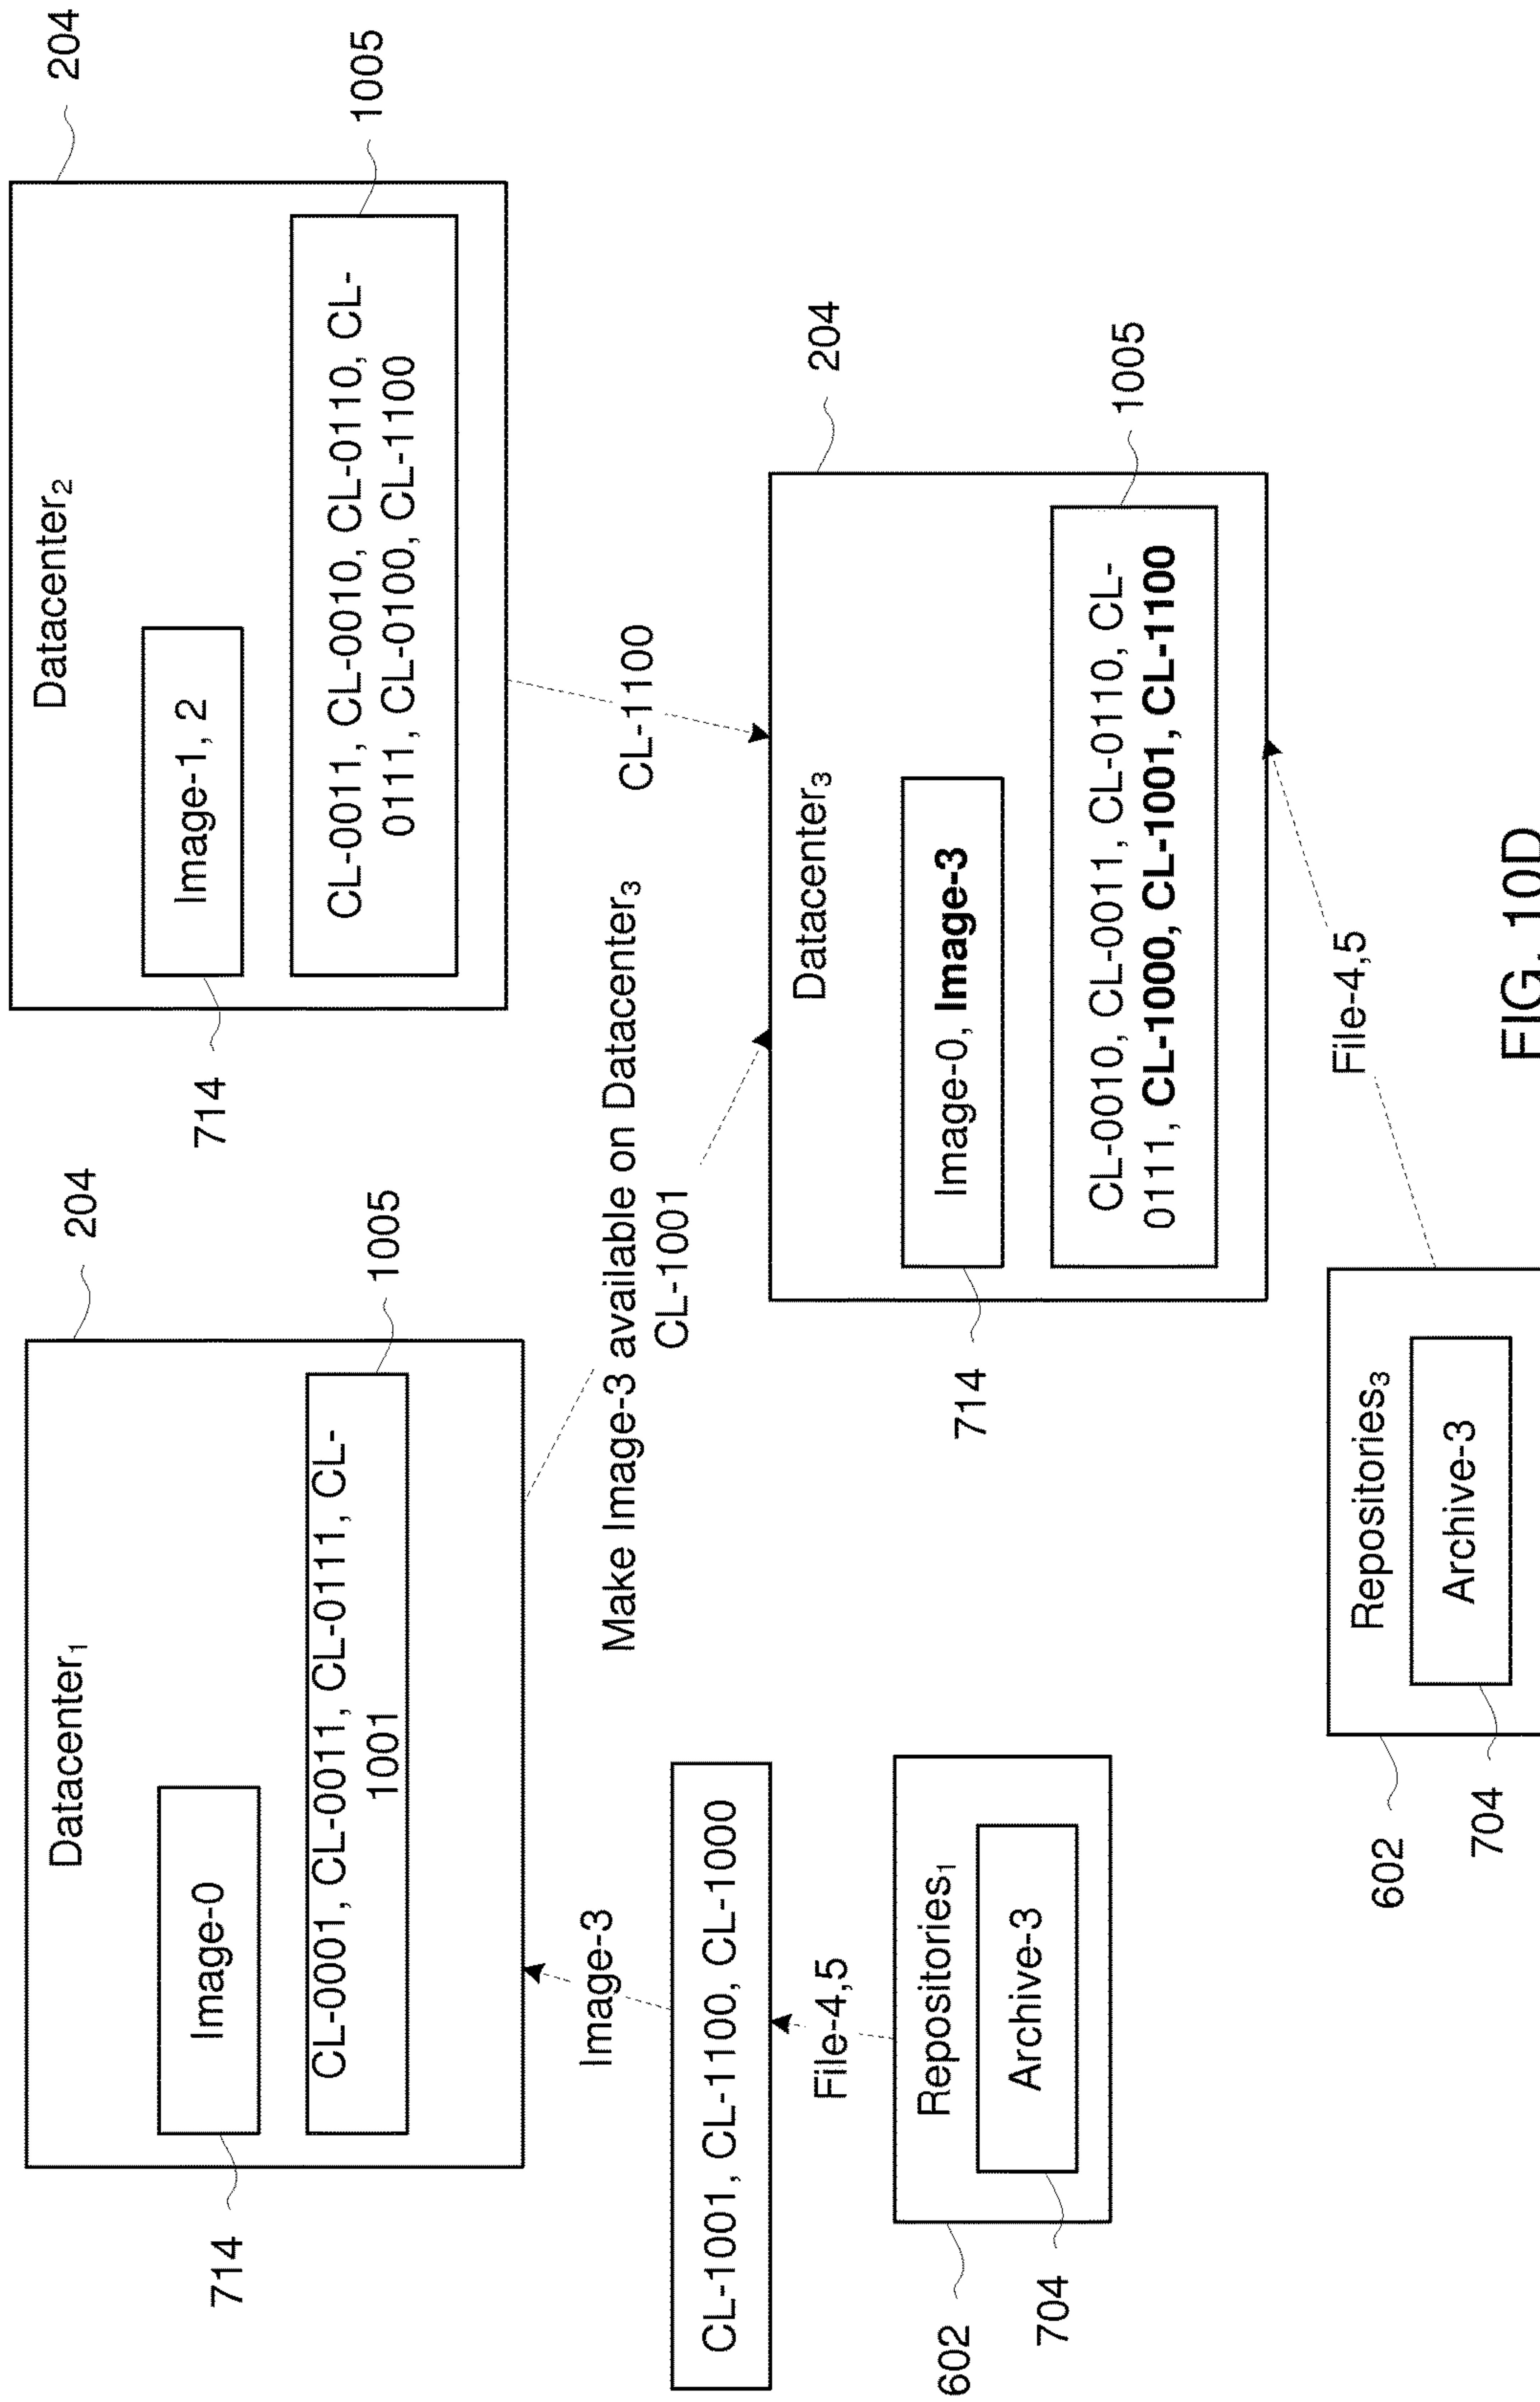 Datacenter₁
204
Image-0
714
CL-0001, CL-0011, CL-0111, CL-
1001
1005
Datacenter₂
204
Image-1, 2
714
CL-0011, CL-0010, CL-0110, CL-
0111, CL-0100, CL-1100
1005
Image-3
Make Image-3 available on Datacenter₃
CL-1001
CL-1100
CL-1001, CL-1100, CL-1000
File-4,5
Repositories₁
Archive-3
602
704
Datacenter₃
204
Image-0, Image-3
714
CL-0010, CL-0011, CL-0110, CL-
0111, CL-1000, CL-1001, CL-1100
1005
File-4,5
Repositories₃
Archive-3
602
704
FIG. 10D